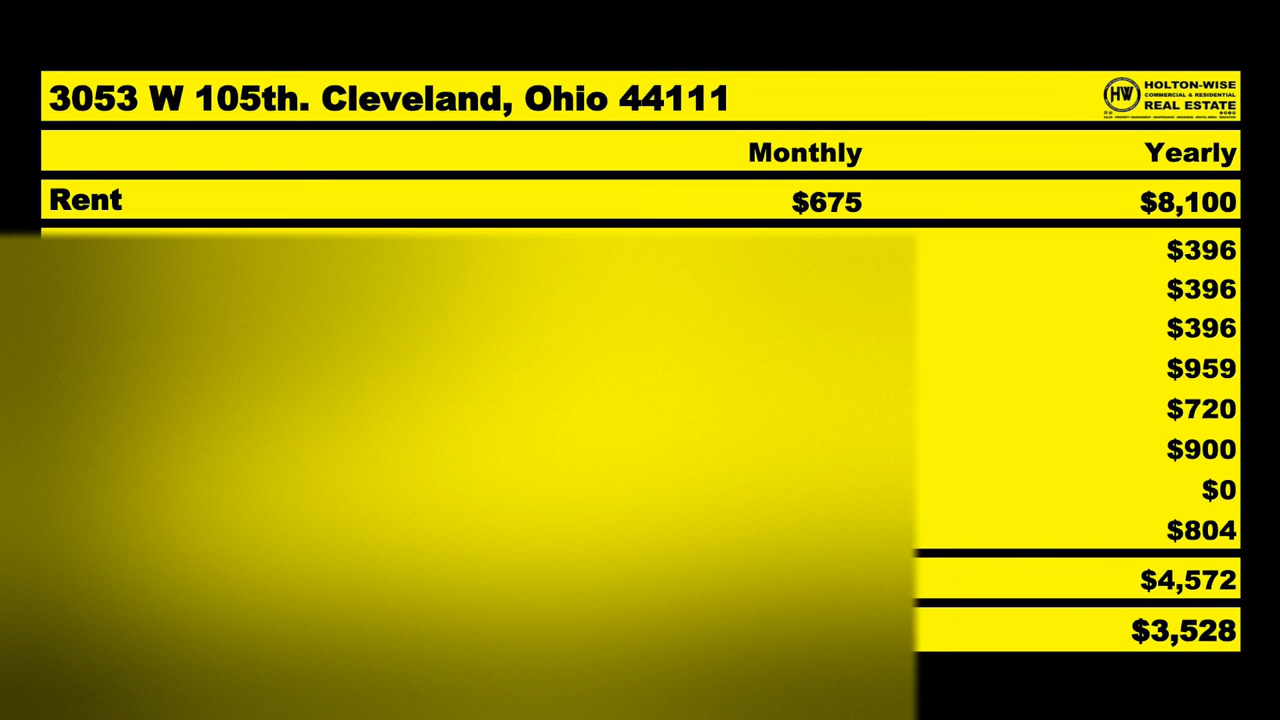 3053 W 105th. Cleveland, Ohio 44111
HW
HOLTON-WISE
COMMERCIAL & RESIDENTIAL
REAL ESTATE
Monthly Yearly
Rent $675 $8,100
$396
$396
$396
$959
$720
$900
$0
$804
$4,572
$3,528